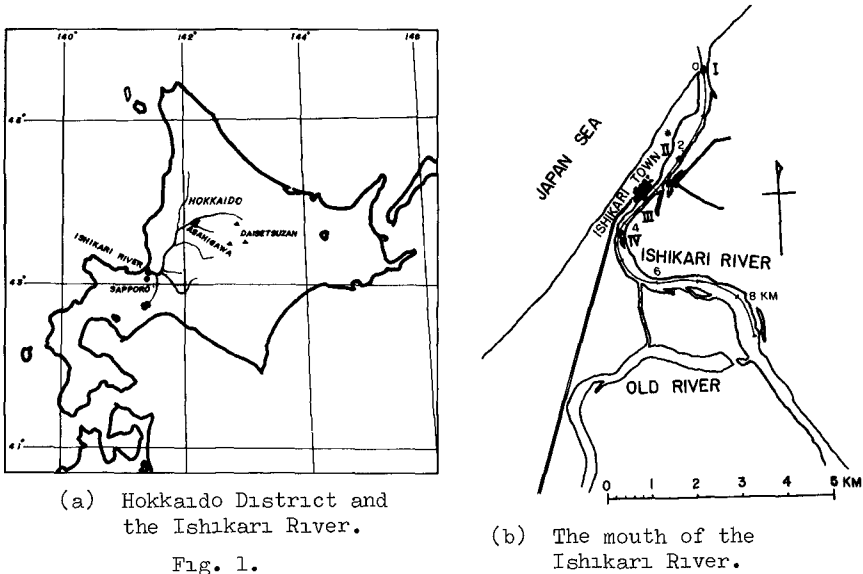 140° 142° 144° 146°
HOKKAIDO
DAISETSUZAN
ASAHIGAWA
ISHIKARI RIVER
43
SAPPORO
41
(a) Hokkaido District and
the Ishikari River.
Fig. 1.
JAPAN SEA
0 I
II 2
ISHIKARI TOWN
III
4
IV
ISHIKARI RIVER
6
8 KM
OLD RIVER
0 1 2 4 5 KM
(b) The mouth of the
Ishikari River.